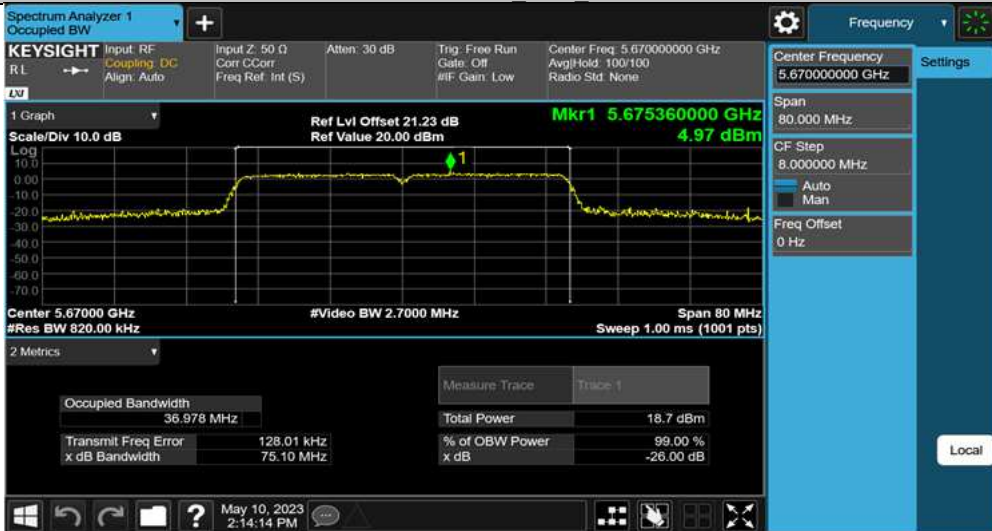 Spectrum Analyzer 1
Occupied BW
Frequency
KEYSIGHT
RL
LXI
Input: RF
Coupling: DC
Align: Auto
Input Z: 50 Ω
Corr CCorr
Freq Ref: Int (S)
Atten: 30 dB
Trig: Free Run
Gate: Off
#IF Gain: Low
Center Freq: 5.670000000 GHz
Avg|Hold: 100/100
Radio Std: None
Center Frequency
5.670000000 GHz
Settings
Span
80.000 MHz
CF Step
8.000000 MHz
Auto
Man
Freq Offset
0 Hz
Local
1 Graph
Scale/Div 10.0 dB
Ref Lvl Offset 21.23 dB
Ref Value 20.00 dBm
Mkr1 5.675360000 GHz
4.97 dBm
Log
10.0
0.00
-10.0
-20.0
-30.0
-40.0
-50.0
-60.0
-70.0
1
Center 5.67000 GHz
#Video BW 2.7000 MHz
Span 80 MHz
#Res BW 820.00 kHz
Sweep 1.00 ms (1001 pts)
2 Metrics
Measure Trace Trace 1
Occupied Bandwidth
36.978 MHz
Total Power 18.7 dBm
Transmit Freq Error 128.01 kHz
% of OBW Power 99.00 %
x dB Bandwidth 75.10 MHz
x dB -26.00 dB
May 10, 2023
2:14:14 PM